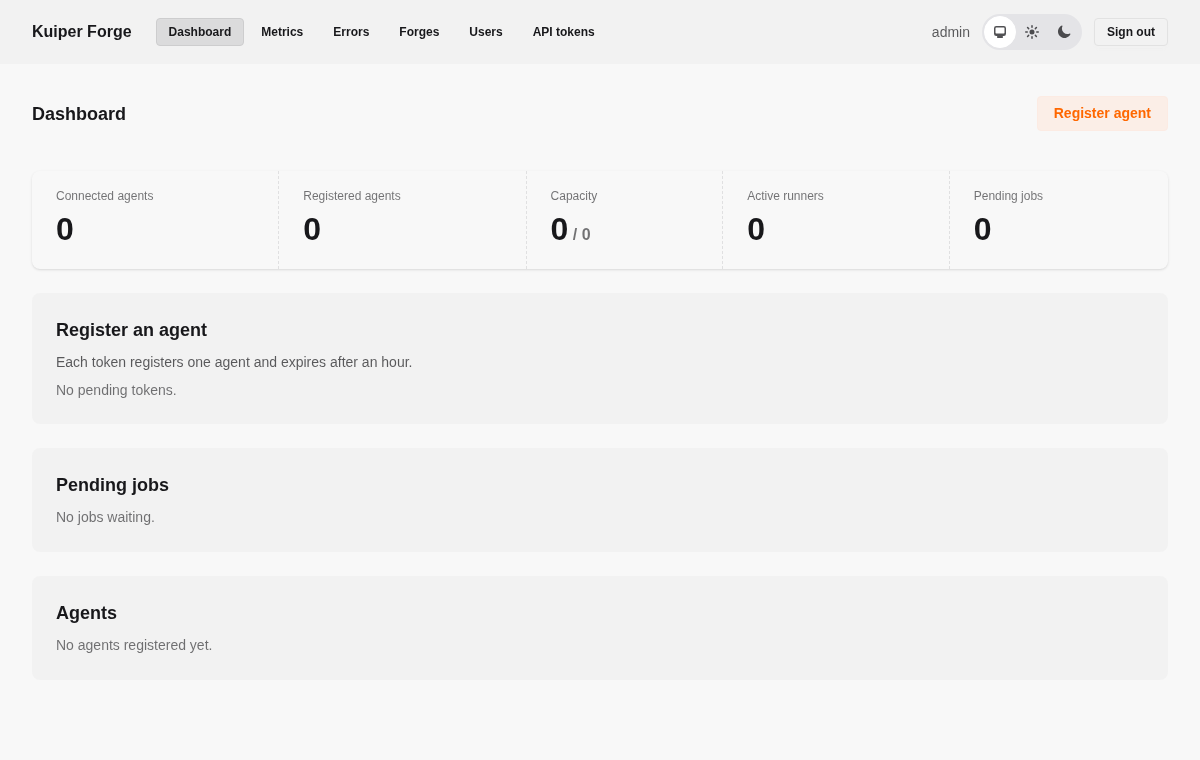 Kuiper Forge Dashboard Metrics Errors Forges Users API tokens admin Sign out
Dashboard Register agent
Connected agents Registered agents Capacity Active runners Pending jobs
0 0 0 / 0 0 0
Register an agent
Each token registers one agent and expires after an hour.
No pending tokens.
Pending jobs
No jobs waiting.
Agents
No agents registered yet.